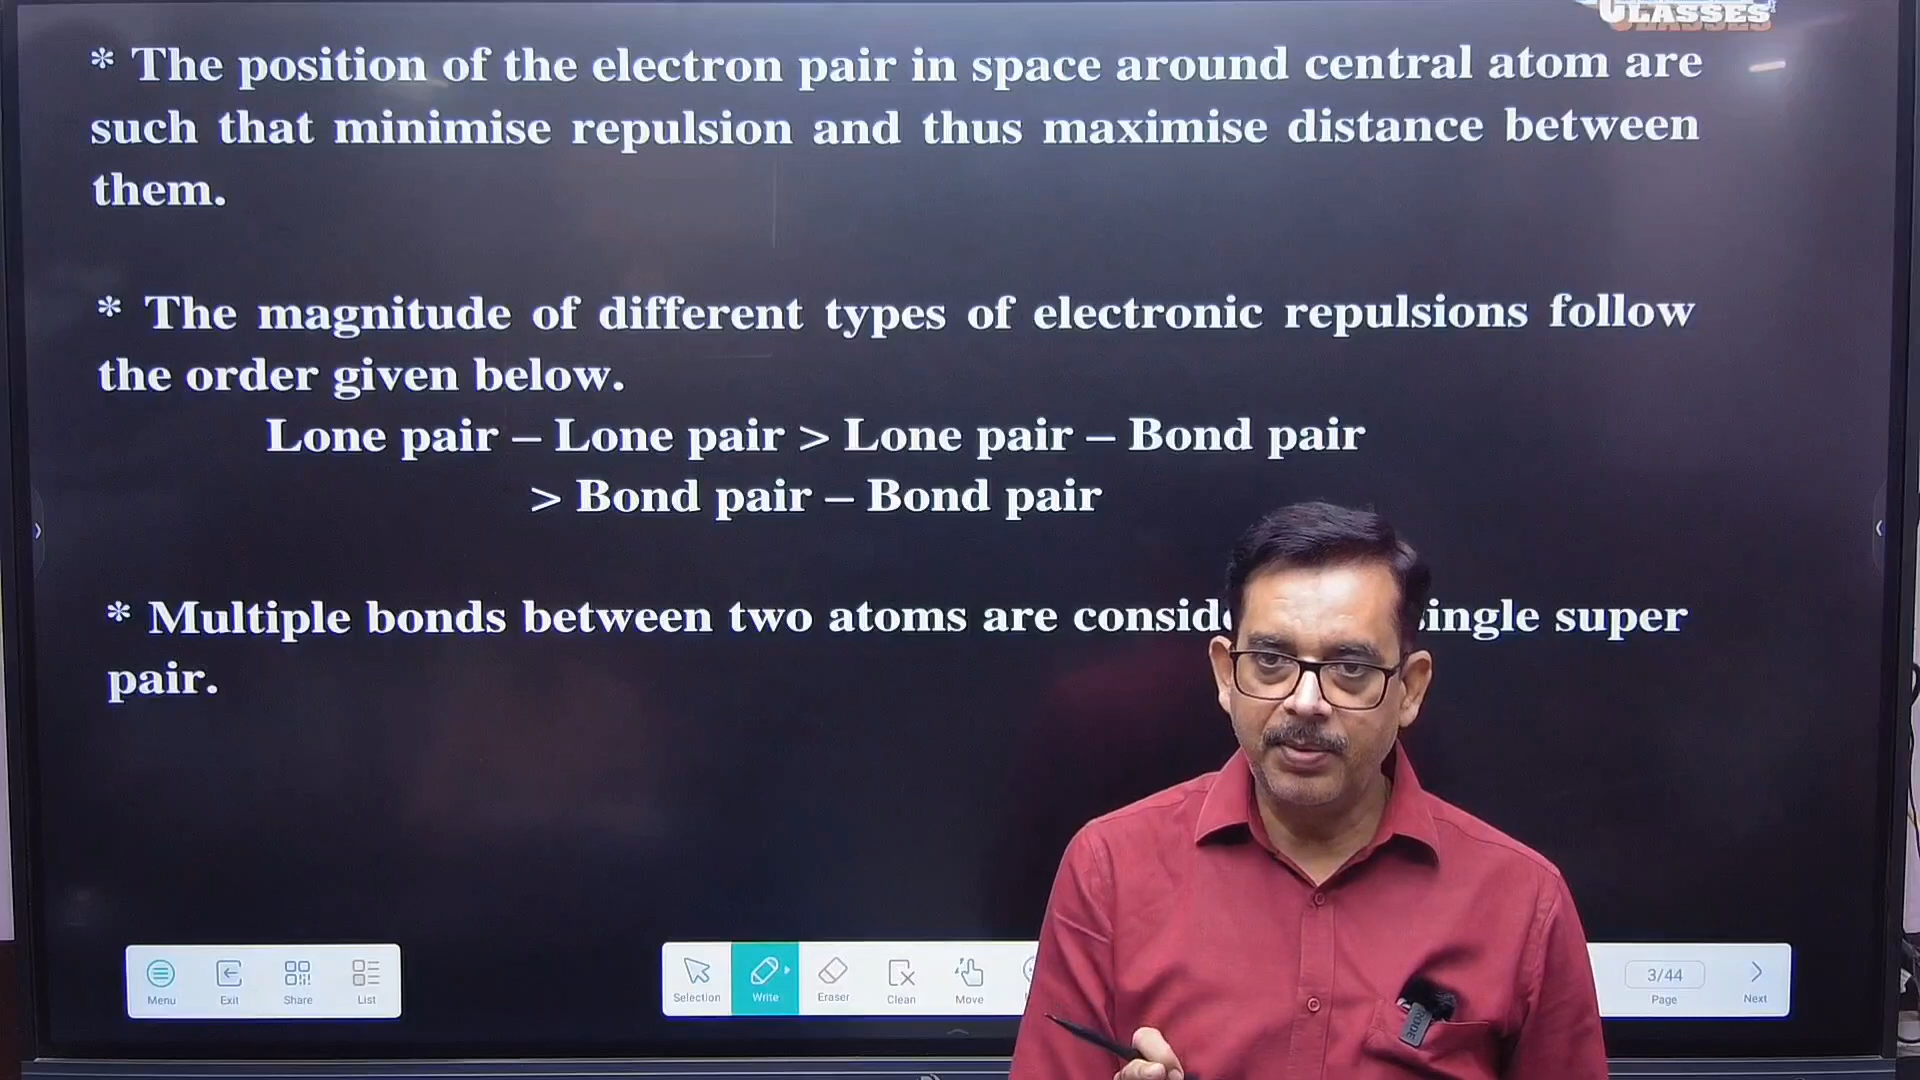 CLASSES
* The position of the electron pair in space around central atom are
such that minimise repulsion and thus maximise distance between
them.
* The magnitude of different types of electronic repulsions follow
the order given below.
Lone pair – Lone pair > Lone pair – Bond pair
> Bond pair – Bond pair
* Multiple bonds between two atoms are single super
pair.
Menu Exit Share List Selection Write Eraser Clean Move 3/44 Page Next
RODE